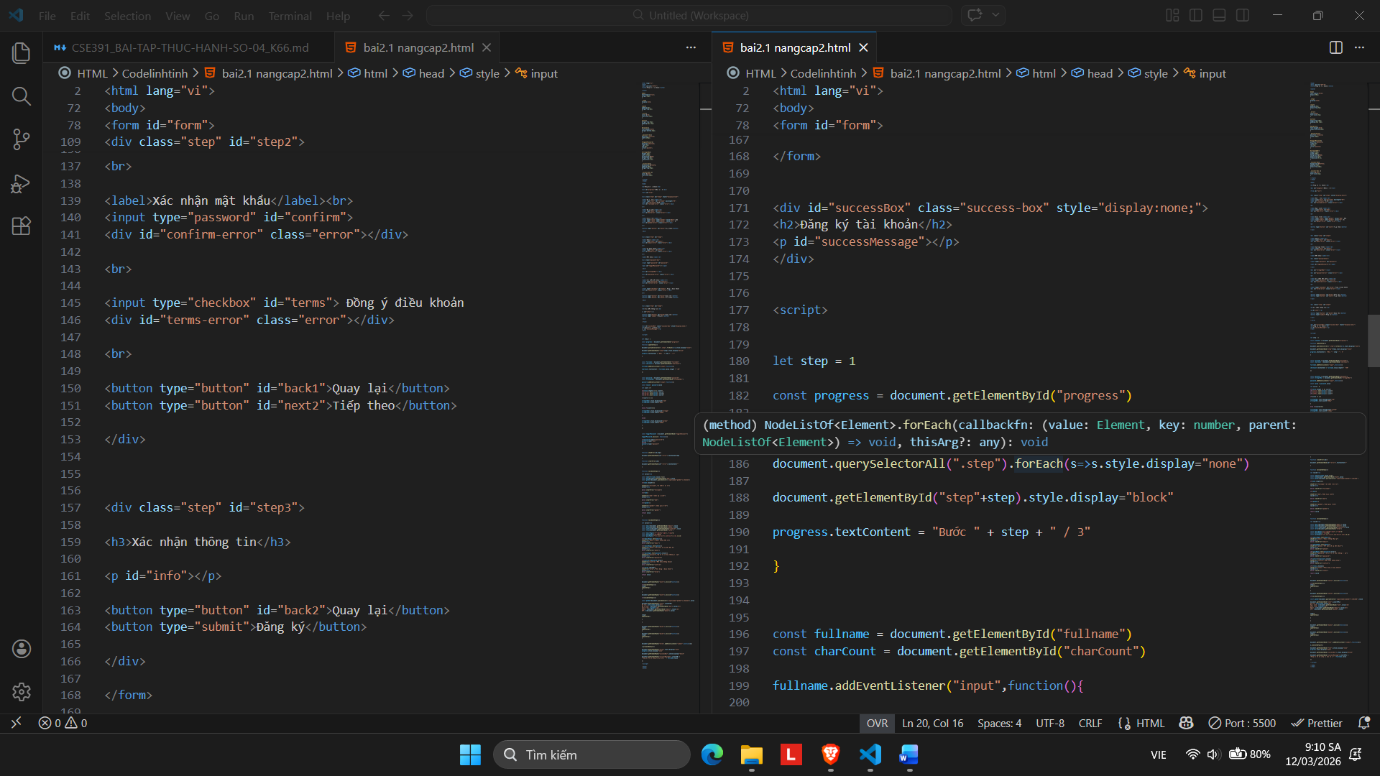 File Edit Selection View Go Run Terminal Help
Untitled (Workspace)
CSE391_BAI-TAP-THUC-HANH-SO-04_K66.md
bai2.1 nangcap2.html
HTML > Codelinhtinh > bai2.1 nangcap2.html > html > head > style > input
2 <html lang="vi">
72 <body>
78 <form id="form">
109 <div class="step" id="step2">
137 <br>
138
139 <label>Xác nhận mật khẩu</label><br>
140 <input type="password" id="confirm">
141 <div id="confirm-error" class="error"></div>
142
143 <br>
144
145 <input type="checkbox" id="terms"> Đồng ý điều khoản
146 <div id="terms-error" class="error"></div>
147
148 <br>
149
150 <button type="button" id="back1">Quay lại</button>
151 <button type="button" id="next2">Tiếp theo</button>
152
153 </div>
154
155
156
157 <div class="step" id="step3">
158
159 <h3>Xác nhận thông tin</h3>
160
161 <p id="info"></p>
162
163 <button type="button" id="back2">Quay lại</button>
164 <button type="submit">Đăng ký</button>
165
166 </div>
167
168 </form>
169
bai2.1 nangcap2.html
HTML > Codelinhtinh > bai2.1 nangcap2.html > html > head > style > input
2 <html lang="vi">
72 <body>
78 <form id="form">
167
168 </form>
169
170
171 <div id="successBox" class="success-box" style="display:none;">
172 <h2>Đăng ký tài khoản</h2>
173 <p id="successMessage"></p>
174 </div>
175
176
177 <script>
178
179
180 let step = 1
181
182 const progress = document.getElementById("progress")
(method) NodeListOf<Element>.forEach(callbackfn: (value: Element, key: number, parent:
NodeListOf<Element>) => void, thisArg?: any): void
186 document.querySelectorAll(".step").forEach(s=>s.style.display="none")
187
188 document.getElementById("step"+step).style.display="block"
189
190 progress.textContent = "Bước " + step + " / 3"
191
192 }
193
194
195
196 const fullname = document.getElementById("fullname")
197 const charCount = document.getElementById("charCount")
198
199 fullname.addEventListener("input",function(){
200
0 0 OVR Ln 20, Col 16 Spaces: 4 UTF-8 CRLF {} HTML Port : 5500 Prettier
Tìm kiếm
L
W
VIE
80%
9:10 SA
12/03/2026